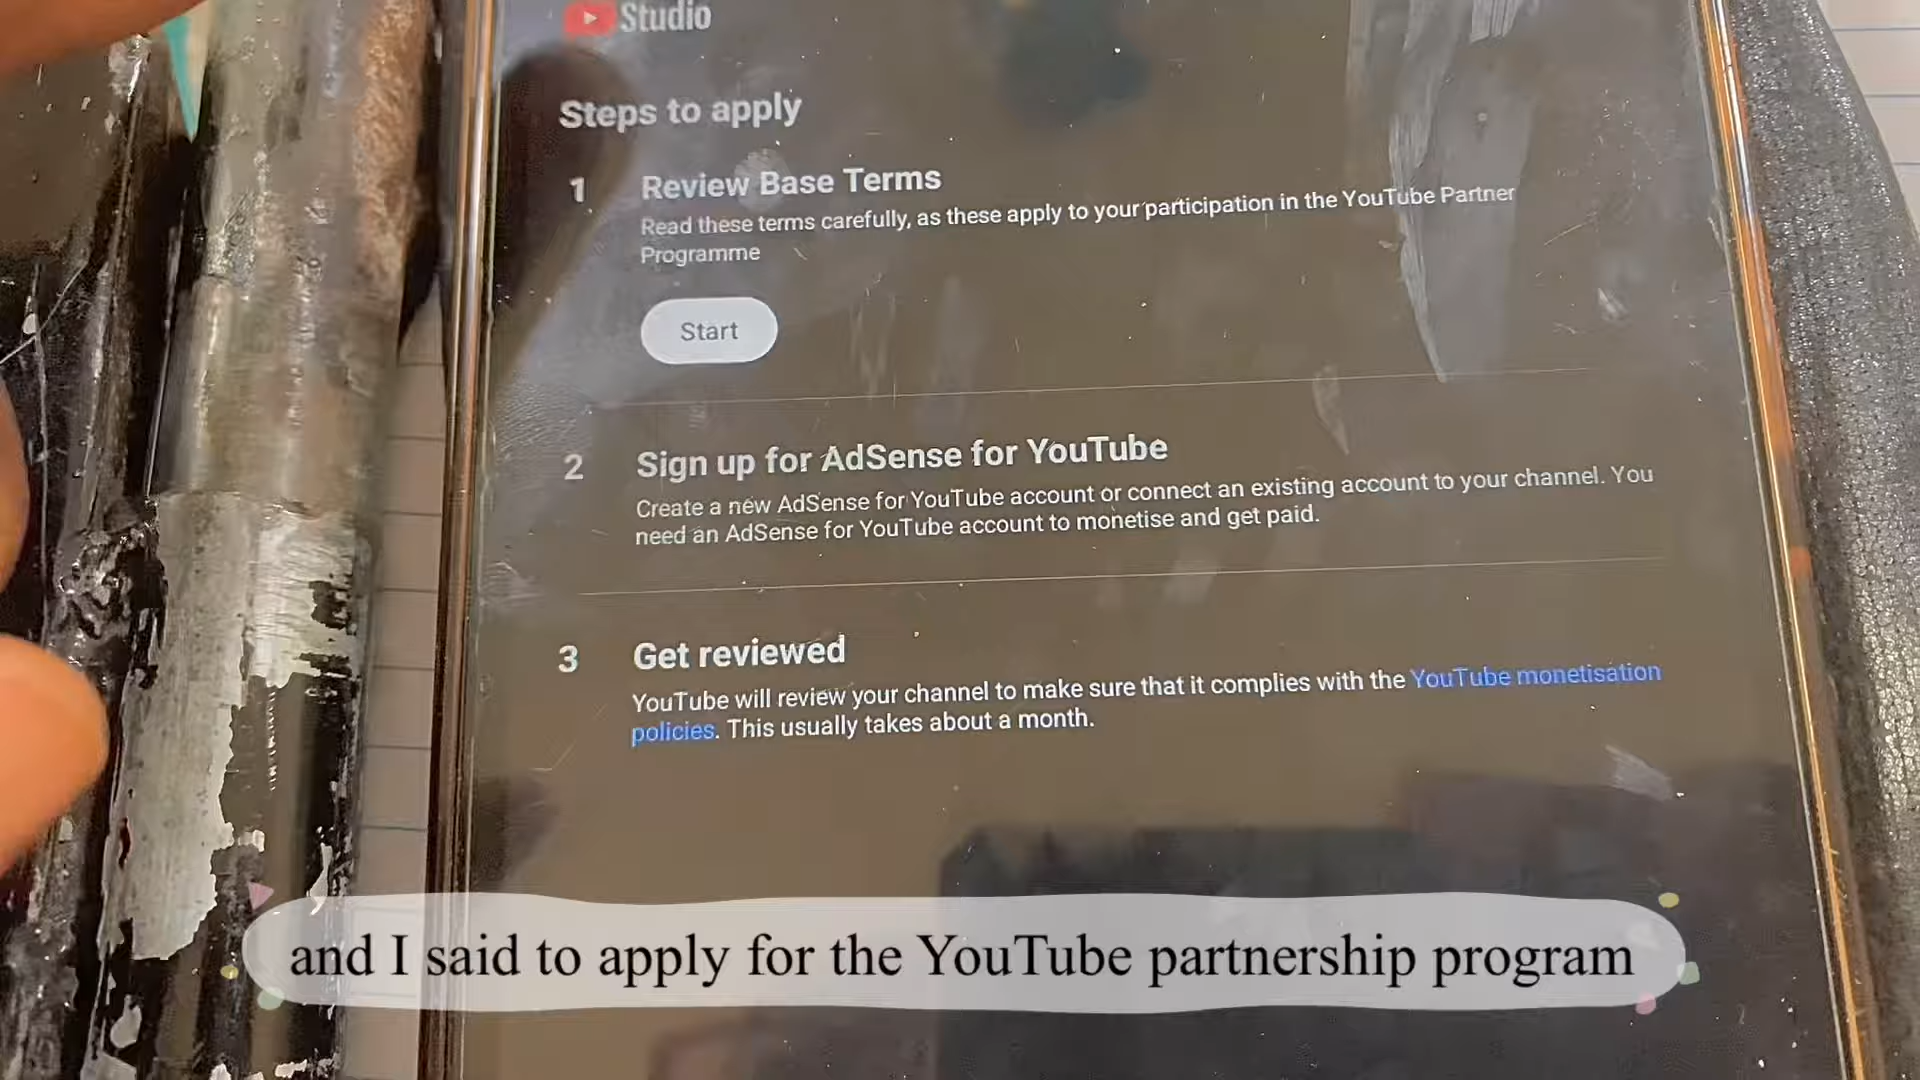 Studio
Steps to apply
1 Review Base Terms
Read these terms carefully, as these apply to your participation in the YouTube Partner
Programme
Start
2 Sign up for AdSense for YouTube
Create a new AdSense for YouTube account or connect an existing account to your channel. You
need an AdSense for YouTube account to monetise and get paid.
3 Get reviewed
YouTube will review your channel to make sure that it complies with the YouTube monetisation
policies. This usually takes about a month.
and I said to apply for the YouTube partnership program